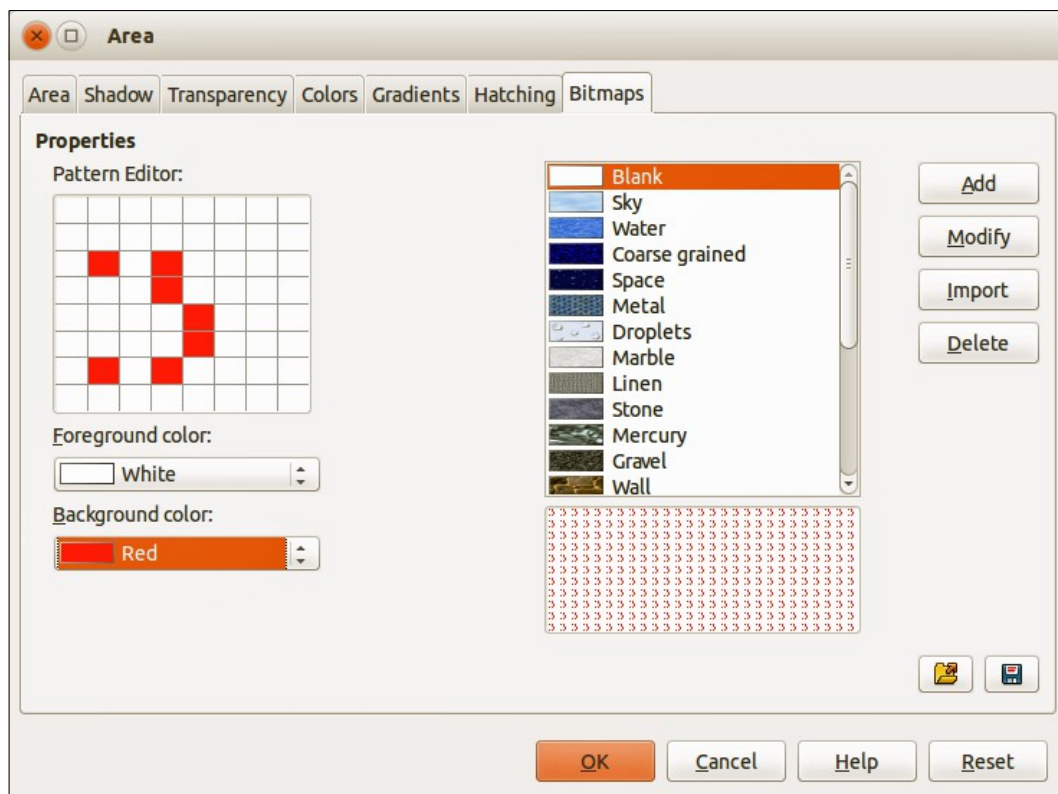 Area
Area Shadow Transparency Colors Gradients Hatching Bitmaps
Properties
Pattern Editor:
Foreground color:
White
Background color:
Red
Blank
Sky
Water
Coarse grained
Space
Metal
Droplets
Marble
Linen
Stone
Mercury
Gravel
Wall
Add
Modify
Import
Delete
OK Cancel Help Reset